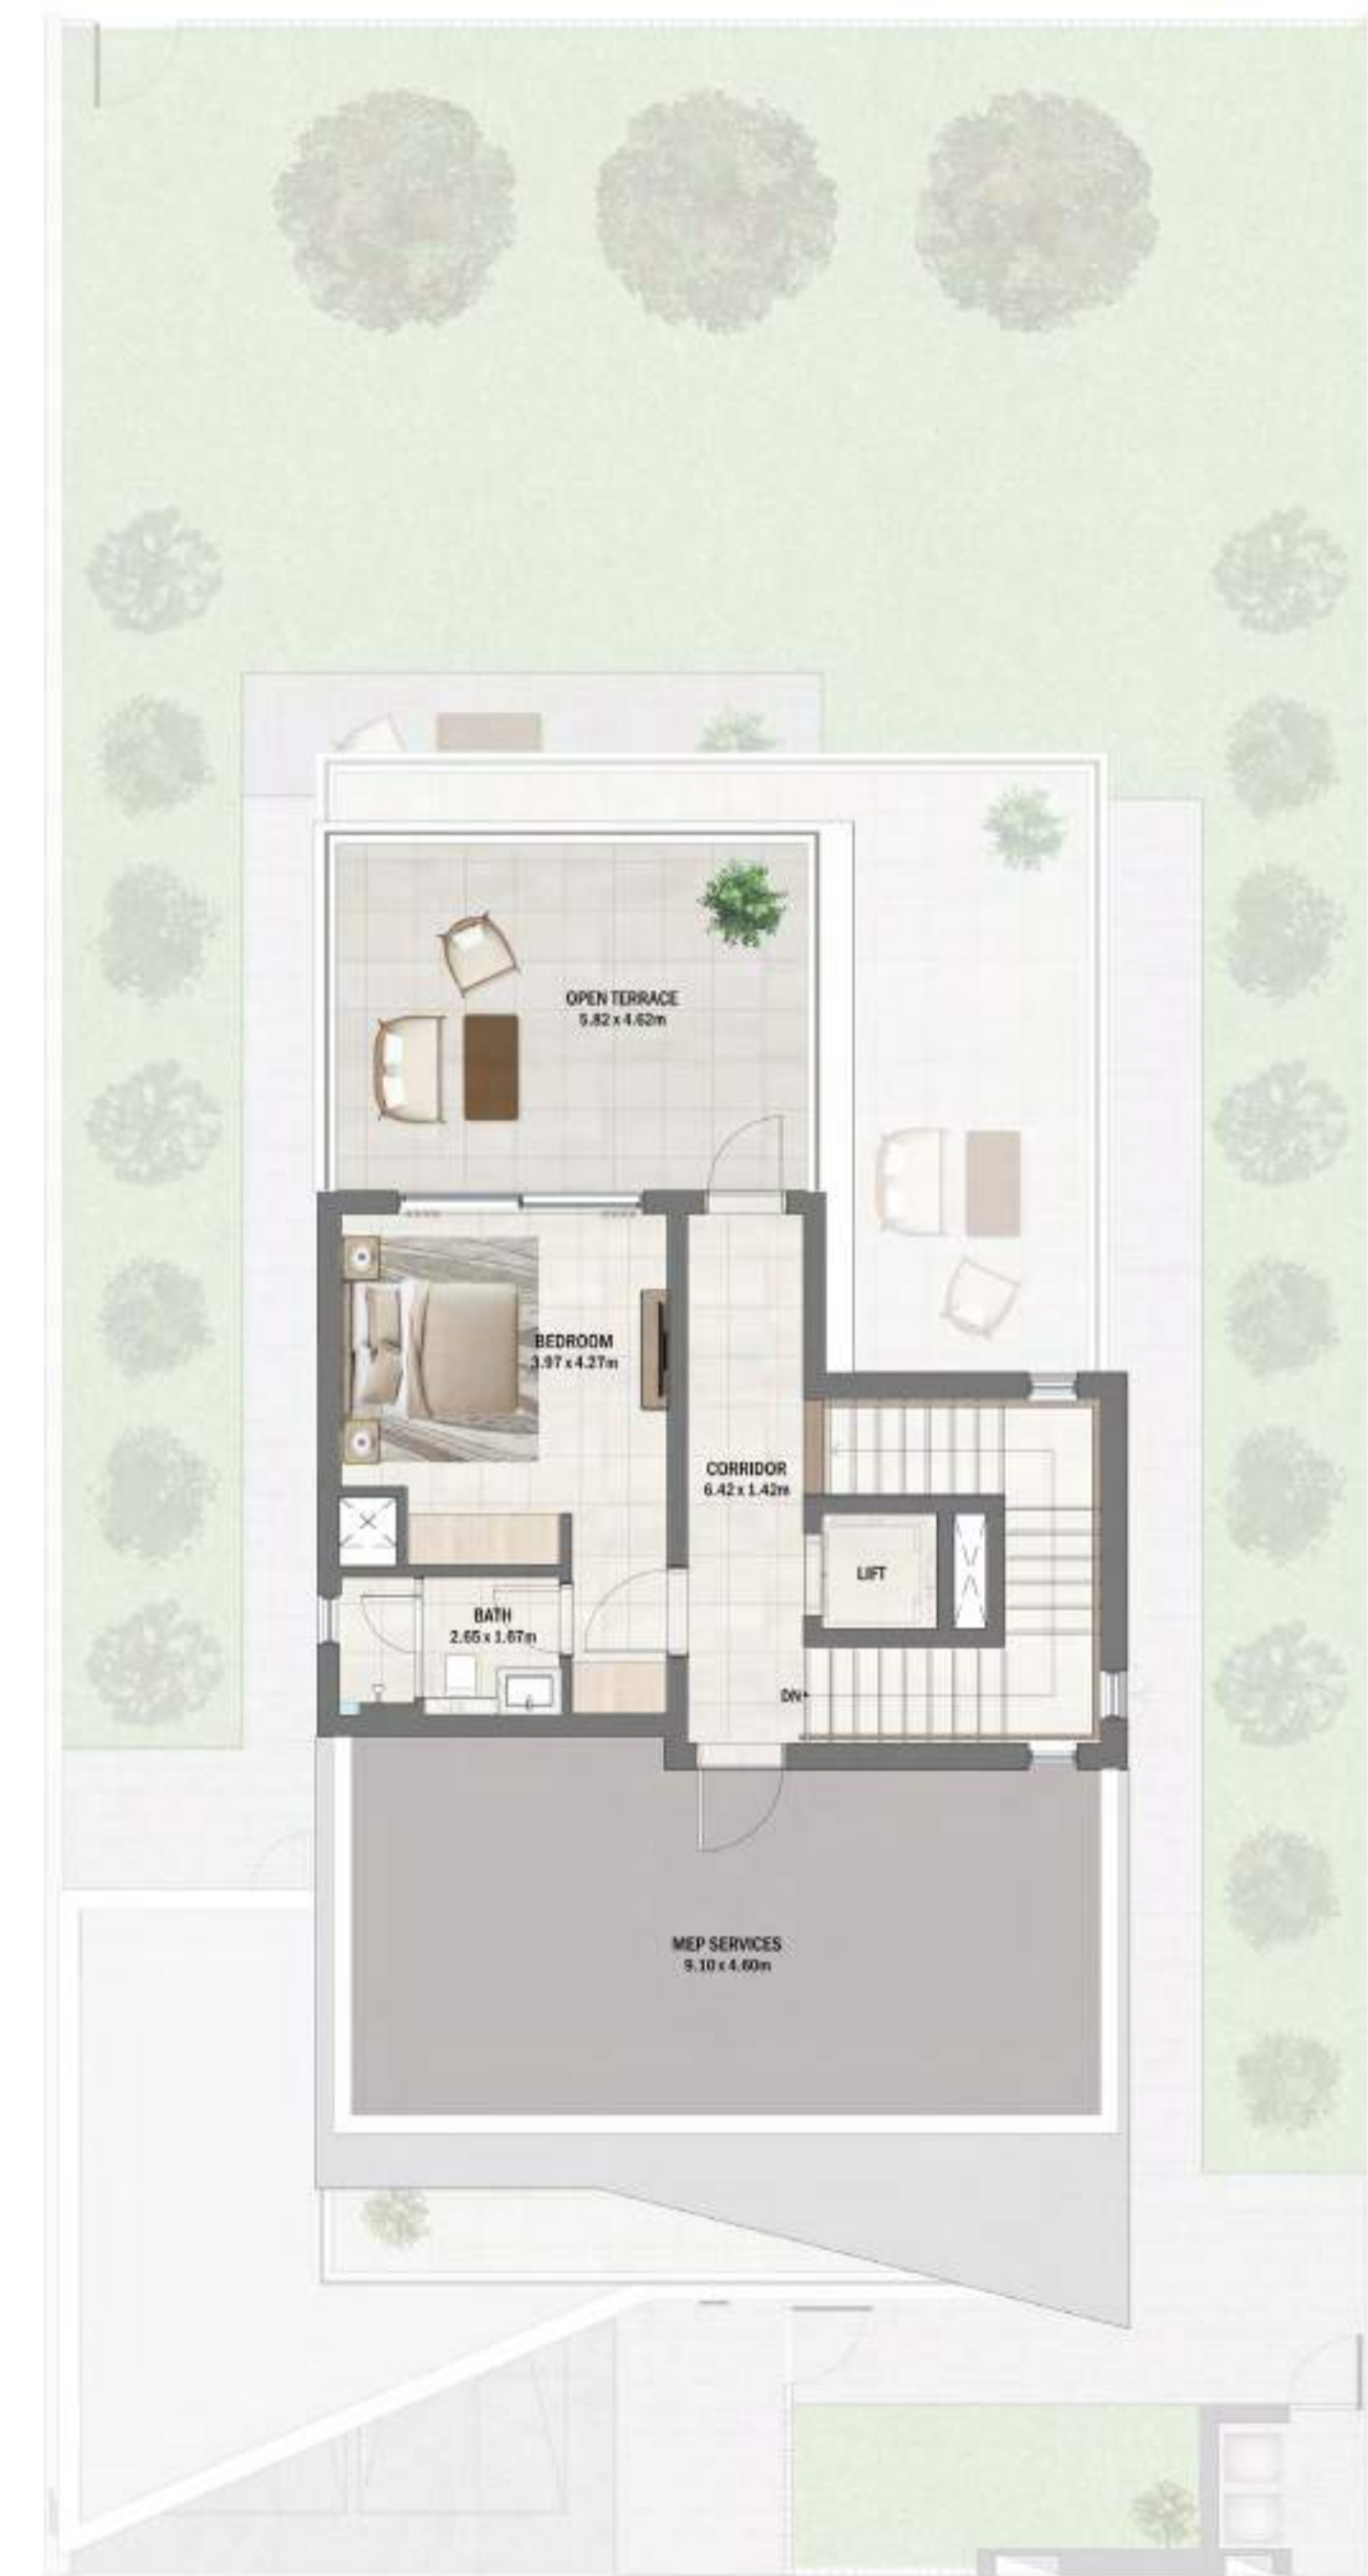 OPEN TERRACE
5.82 x 4.62m
BEDROOM
3.97 x 4.27m
CORRIDOR
6.42 x 1.42m
LIFT
BATH
2.65 x 1.67m
DN
MEP SERVICES
9.10 x 4.60m